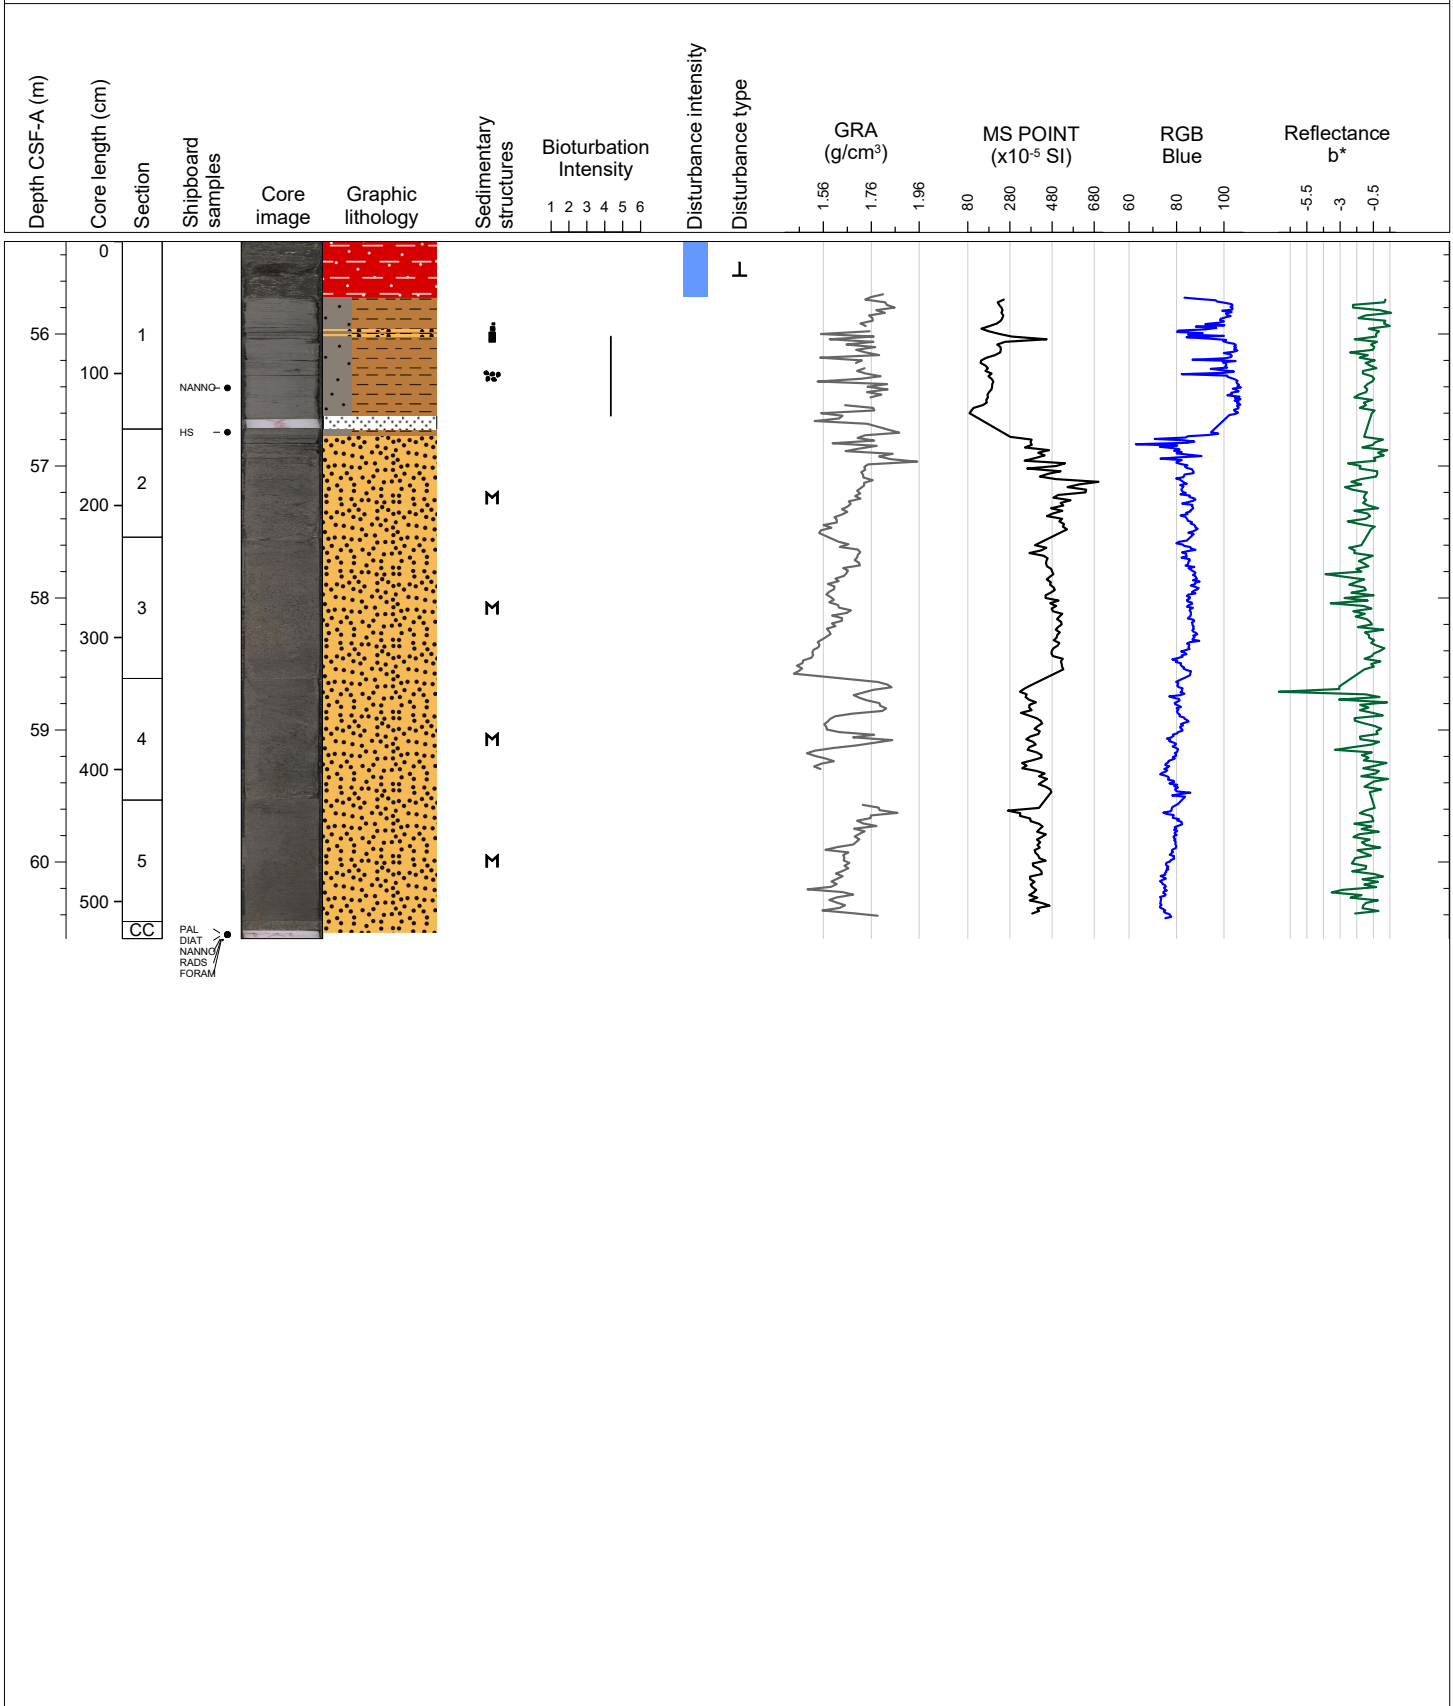 Depth CSF-A (m)
Core length (cm)
Section
Shipboard
samples
Core
image
Graphic
lithology
Sedimentary
structures
Bioturbation
Intensity
1 2 3 4 5 6
Disturbance intensity
Disturbance type
GRA
(g/cm³)
1.56 1.76 1.96
MS POINT
(x10⁻⁵ SI)
80 280 480 680
RGB
Blue
60 80 100
Reflectance
b*
-5.5 -3 -0.5
0
56
1
100
NANNO
HS
57
2
200
58
3
300
59
4
400
60
5
500
CC
PAL
DIAT
NANNO
RADS
FORAM